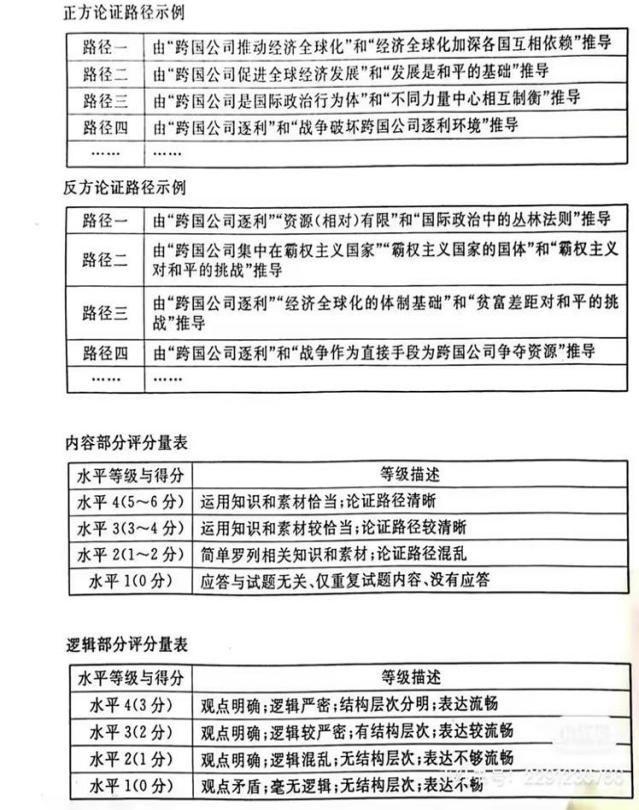 正方论证路径示例
路径一 由“跨国公司推动经济全球化”和“经济全球化加深各国互相依赖”推导
路径二 由“跨国公司促进全球经济发展”和“发展是和平的基础”推导
路径三 由“跨国公司是国际政治行为体”和“不同力量中心相互制衡”推导
路径四 由“跨国公司逐利”和“战争破坏跨国公司逐利环境”推导
…… ……
反方论证路径示例
路径一 由“跨国公司逐利”“资源(相对)有限”和“国际政治中的丛林法则”推导
路径二 由“跨国公司集中在霸权主义国家”“霸权主义国家的国体”和“霸权主义
对和平的挑战”推导
路径三 由“跨国公司逐利”“经济全球化的体制基础”和“贫富差距对和平的挑
战”推导
路径四 由“跨国公司逐利”和“战争作为直接手段为跨国公司争夺资源”推导
…… ……
内容部分评分量表
水平等级与得分 等级描述
水平4(5～6分) 运用知识和素材恰当;论证路径清晰
水平3(3～4分) 运用知识和素材较恰当;论证路径较清晰
水平2(1～2分) 简单罗列相关知识和素材;论证路径混乱
水平1(0分) 应答与试题无关、仅重复试题内容、没有应答
逻辑部分评分量表
水平等级与得分 等级描述
水平4(3分) 观点明确;逻辑严密;结构层次分明;表达流畅
水平3(2分) 观点明确;逻辑较严密;有结构层次;表达较流畅
水平2(1分) 观点明确;逻辑混乱;无结构层次;表达不够流畅
水平1(0分) 观点矛盾;毫无逻辑;无结构层次;表达不畅